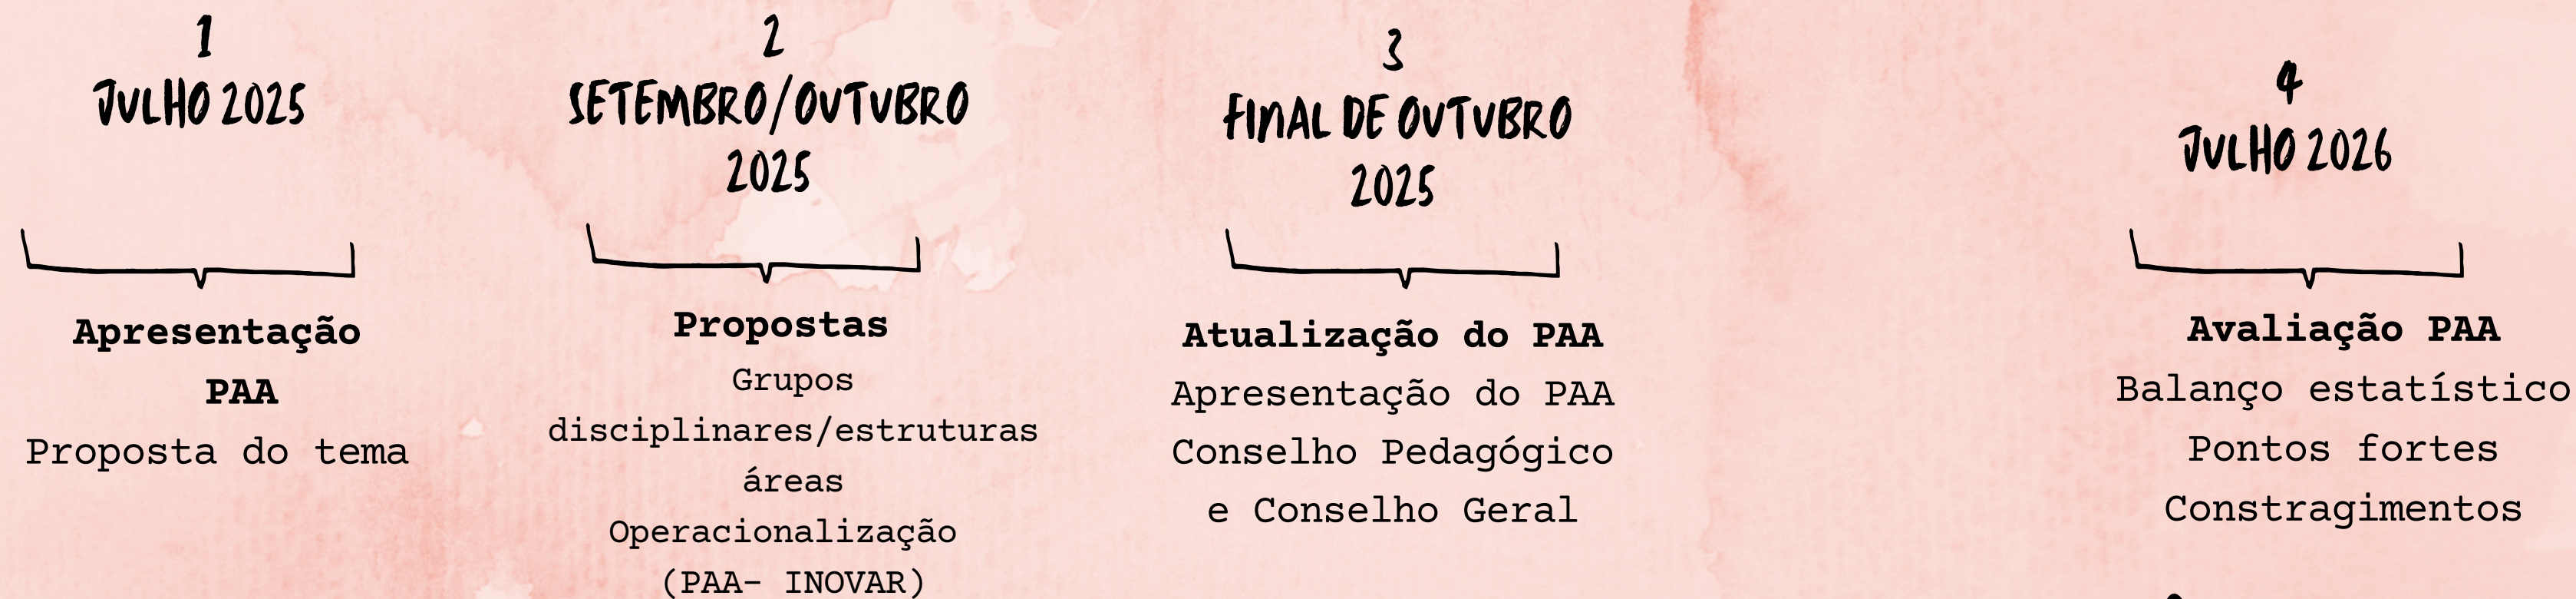 1
JULHO 2025
Apresentação
PAA
Proposta do tema
2
SETEMBRO/OUTUBRO
2025
Propostas
Grupos
disciplinares/estruturas
áreas
Operacionalização
(PAA- INOVAR)
3
FINAL DE OUTUBRO
2025
Atualização do PAA
Apresentação do PAA
Conselho Pedagógico
e Conselho Geral
4
JULHO 2026
Avaliação PAA
Balanço estatístico
Pontos fortes
Constragimentos